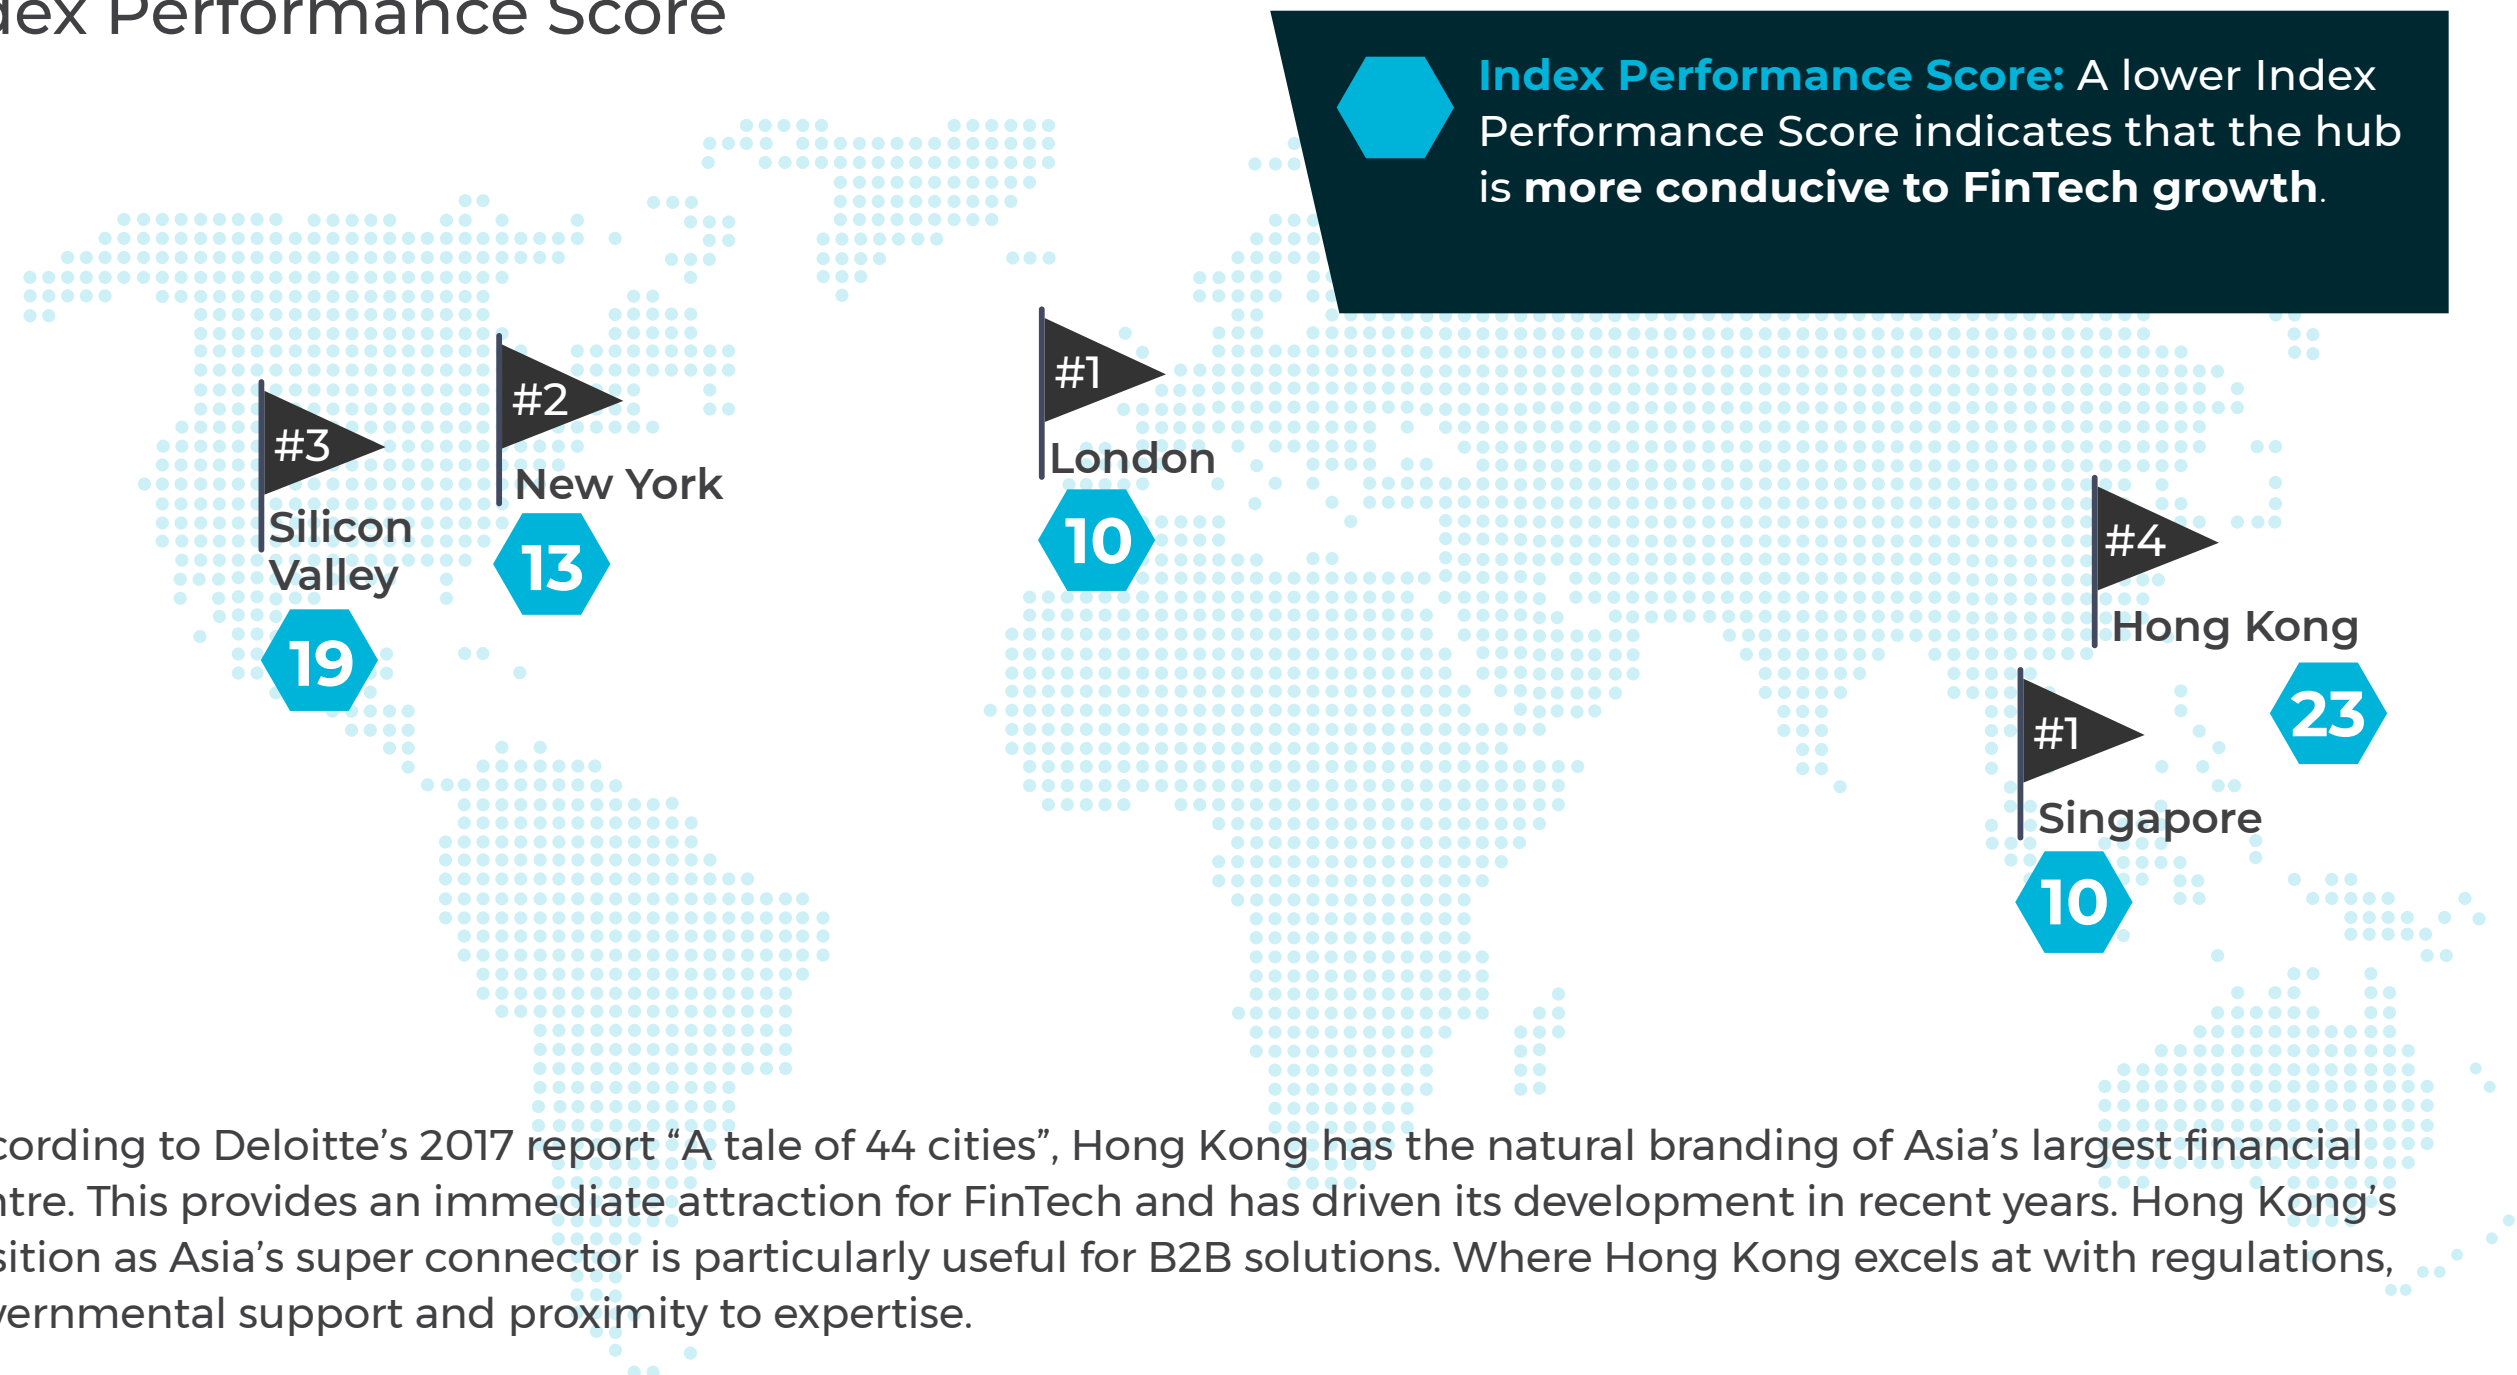 dex Performance Score
Index Performance Score: A lower Index
Performance Score indicates that the hub
is more conducive to FinTech growth.
#1
London
10
#2
New York
13
#3
Silicon
Valley
19
#4
Hong Kong
23
#1
Singapore
10
cording to Deloitte’s 2017 report “A tale of 44 cities”, Hong Kong has the natural branding of Asia’s largest financial
ntre. This provides an immediate attraction for FinTech and has driven its development in recent years. Hong Kong’s
sition as Asia’s super connector is particularly useful for B2B solutions. Where Hong Kong excels at with regulations,
vernmental support and proximity to expertise.